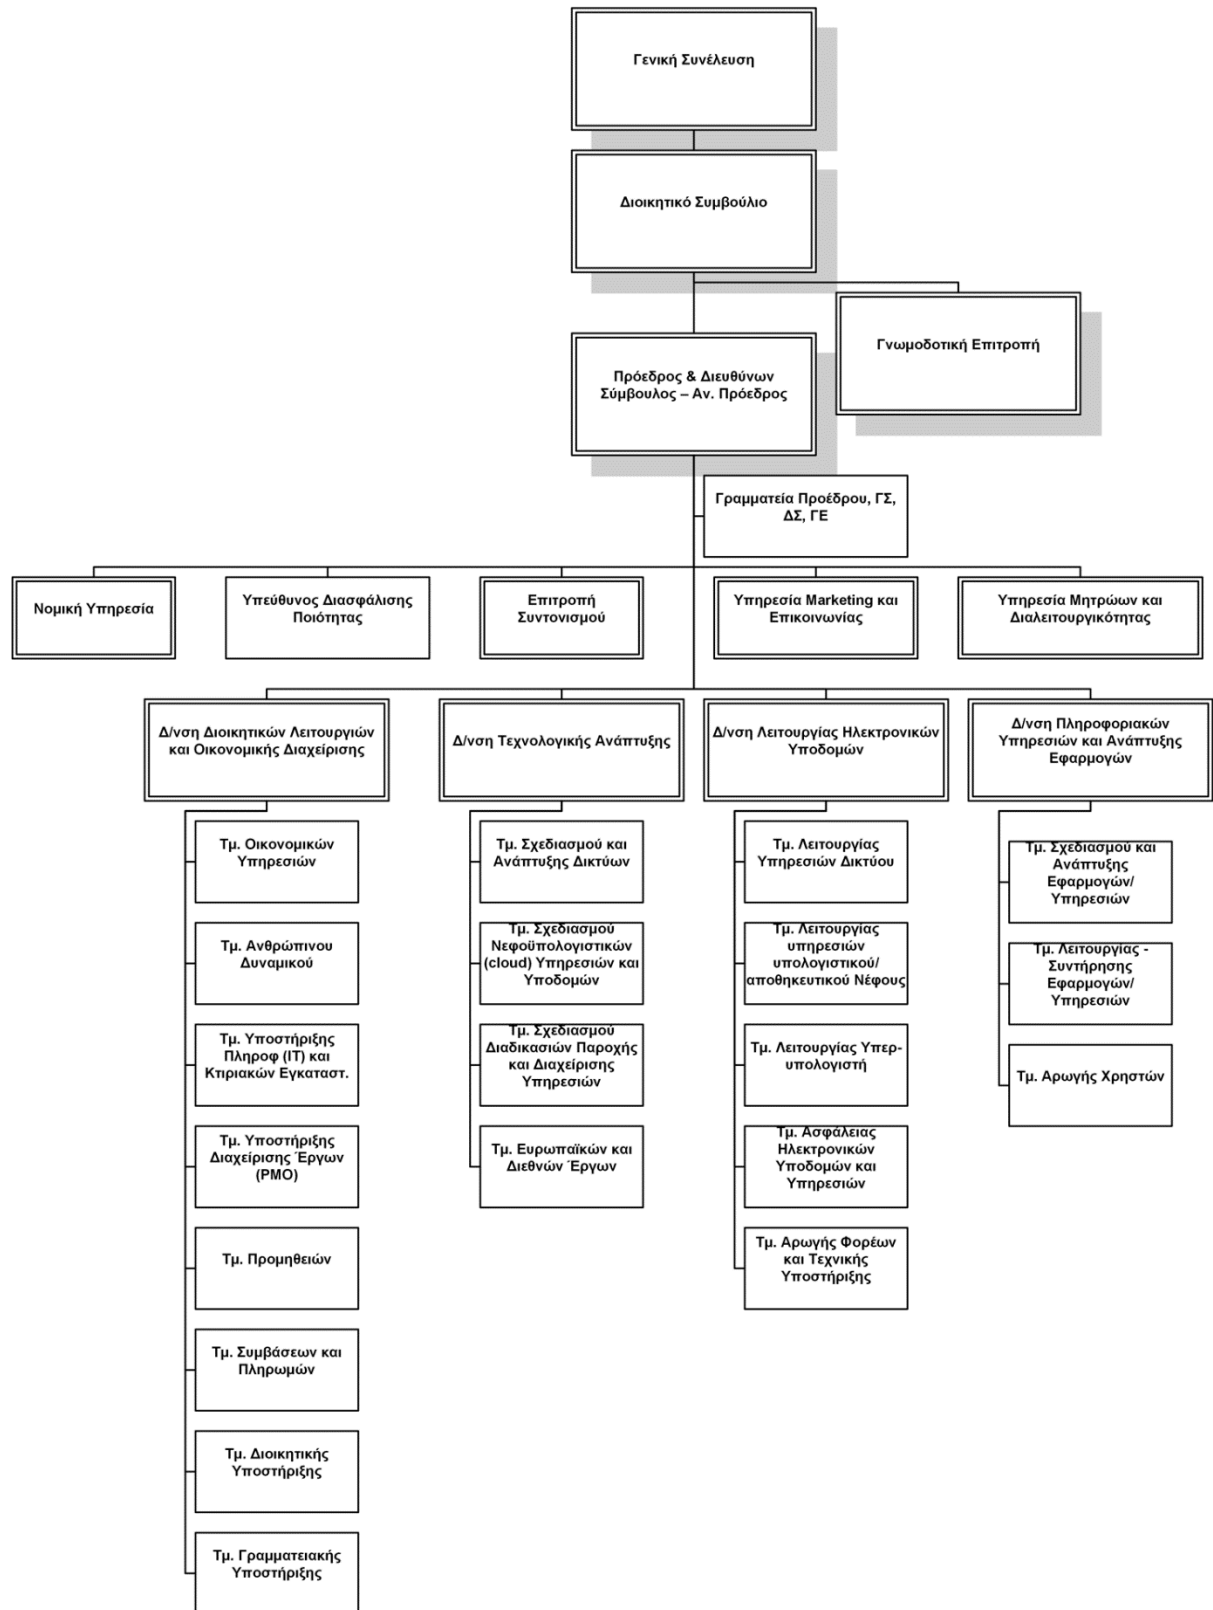 Γενική Συνέλευση
Διοικητικό Συμβούλιο
Γνωμοδοτική Επιτροπή
Πρόεδρος & Διευθύνων
Σύμβουλος – Αν. Πρόεδρος
Γραμματεία Προέδρου, ΓΣ,
ΔΣ, ΓΕ
Νομική Υπηρεσία
Υπεύθυνος Διασφάλισης
Ποιότητας
Επιτροπή
Συντονισμού
Υπηρεσία Marketing και
Επικοινωνίας
Υπηρεσία Μητρώων και
Διαλειτουργικότητας
Δ/νση Διοικητικών Λειτουργιών
και Οικονομικής Διαχείρισης
Δ/νση Τεχνολογικής Ανάπτυξης
Δ/νση Λειτουργίας Ηλεκτρονικών
Υποδομών
Δ/νση Πληροφοριακών
Υπηρεσιών και Ανάπτυξης
Εφαρμογών
Τμ. Οικονομικών
Υπηρεσιών
Τμ. Ανθρώπινου
Δυναμικού
Τμ. Υποστήριξης
Πληροφ (IT) και
Κτιριακών Εγκαταστ.
Τμ. Υποστήριξης
Διαχείρισης Έργων
(PMO)
Τμ. Προμηθειών
Τμ. Συμβάσεων και
Πληρωμών
Τμ. Διοικητικής
Υποστήριξης
Τμ. Γραμματειακής
Υποστήριξης
Τμ. Σχεδιασμού και
Ανάπτυξης Δικτύων
Τμ. Σχεδιασμού
Νεφοϋπολογιστικών
(cloud) Υπηρεσιών και
Υποδομών
Τμ. Σχεδιασμού
Διαδικασιών Παροχής
και Διαχείρισης
Υπηρεσιών
Τμ. Ευρωπαϊκών και
Διεθνών Έργων
Τμ. Λειτουργίας
Υπηρεσιών Δικτύου
Τμ. Λειτουργίας
υπηρεσιών
υπολογιστικού/
αποθηκευτικού Νέφους
Τμ. Λειτουργίας Υπερ-
υπολογιστή
Τμ. Ασφάλειας
Ηλεκτρονικών
Υποδομών και
Υπηρεσιών
Τμ. Αρωγής Φορέων
και Τεχνικής
Υποστήριξης
Τμ. Σχεδιασμού και
Ανάπτυξης
Εφαρμογών/
Υπηρεσιών
Τμ. Λειτουργίας -
Συντήρησης
Εφαρμογών/
Υπηρεσιών
Τμ. Αρωγής Χρηστών